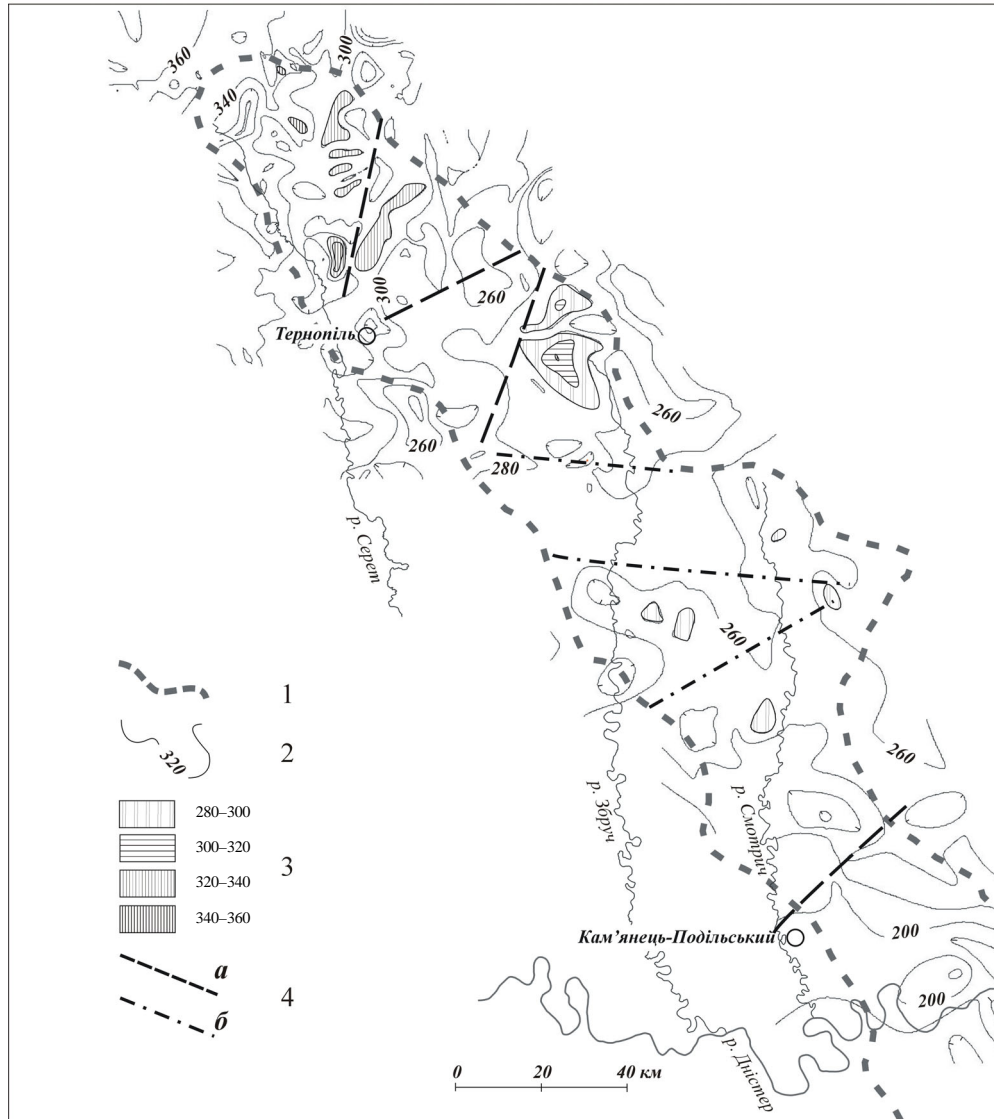 360
300
340
300
260
Тернопіль
260
260
280
р. Серет
260
260
1
320
2
280–300
300–320
320–340
340–360
3
а
б
4
р. Збруч
р. Смотрич
Кам’янець-Подільський
200
200
р. Дністер
0 20 40 км